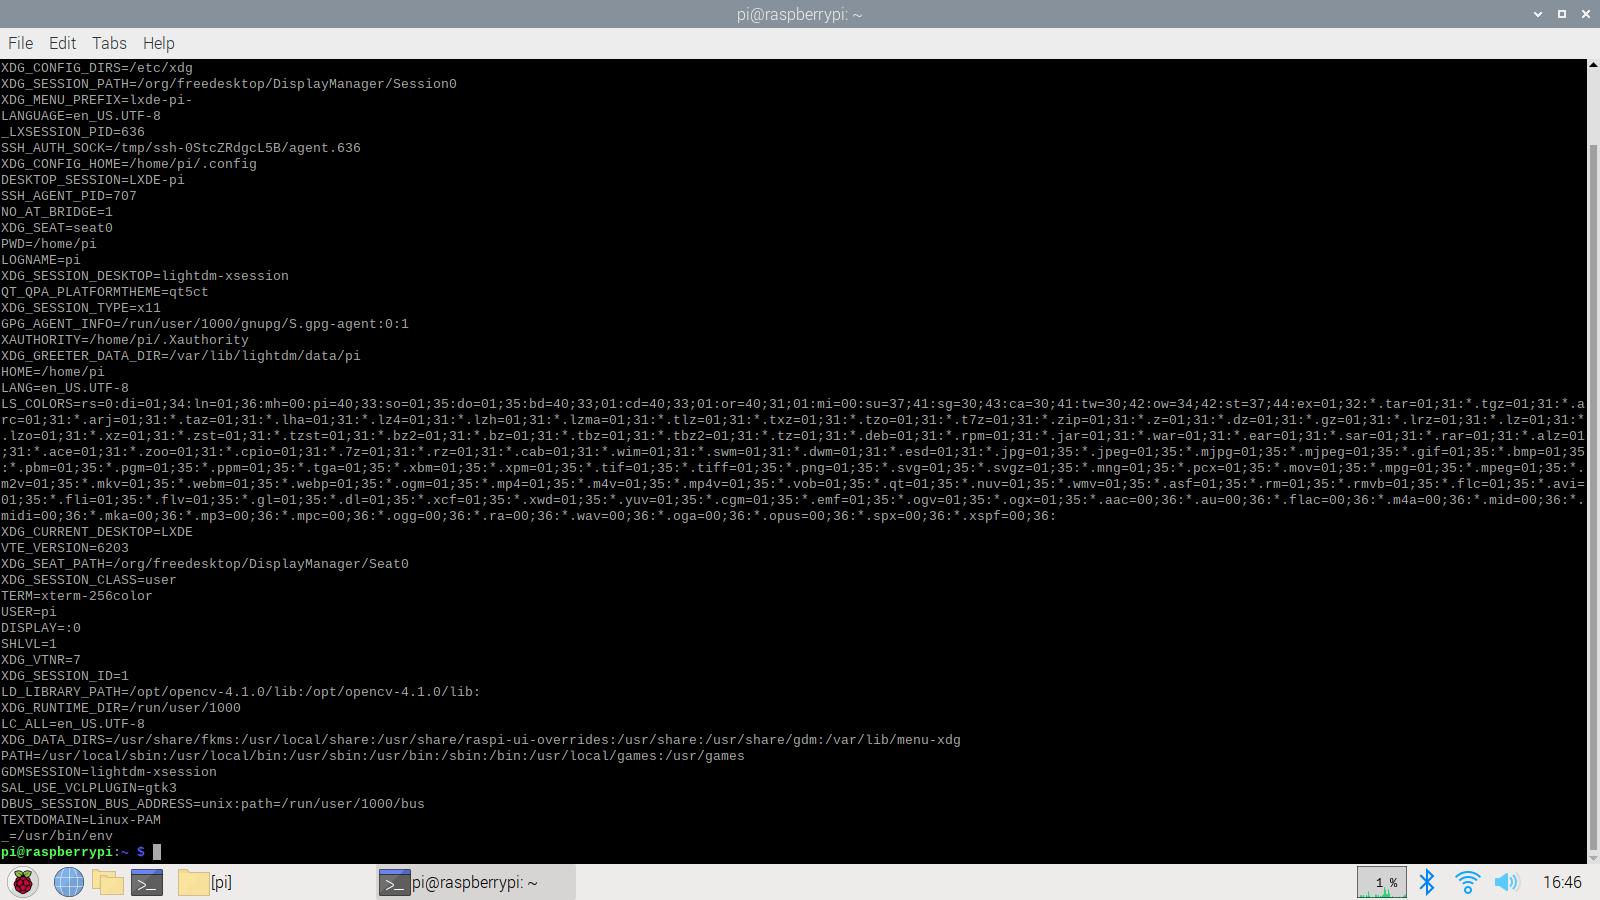 pi@raspberrypi: ~
File Edit Tabs Help
XDG_CONFIG_DIRS=/etc/xdg
XDG_SESSION_PATH=/org/freedesktop/DisplayManager/Session0
XDG_MENU_PREFIX=lxde-pi-
LANGUAGE=en_US.UTF-8
_LXSESSION_PID=636
SSH_AUTH_SOCK=/tmp/ssh-0StcZRdgcL5B/agent.636
XDG_CONFIG_HOME=/home/pi/.config
DESKTOP_SESSION=LXDE-pi
SSH_AGENT_PID=707
NO_AT_BRIDGE=1
XDG_SEAT=seat0
PWD=/home/pi
LOGNAME=pi
XDG_SESSION_DESKTOP=lightdm-xsession
QT_QPA_PLATFORMTHEME=qt5ct
XDG_SESSION_TYPE=x11
GPG_AGENT_INFO=/run/user/1000/gnupg/S.gpg-agent:0:1
XAUTHORITY=/home/pi/.Xauthority
XDG_GREETER_DATA_DIR=/var/lib/lightdm/data/pi
HOME=/home/pi
LANG=en_US.UTF-8
LS_COLORS=rs=0:di=01;34:ln=01;36:mh=00:pi=40;33:so=01;35:do=01;35:bd=40;33;01:cd=40;33;01:or=40;31;01:mi=00:su=37;41:sg=30;43:ca=30;41:tw=30;42:ow=34;42:st=37;44:ex=01;32:*.tar=01;31:*.tgz=01;31:*.a
rc=01;31:*.arj=01;31:*.taz=01;31:*.lha=01;31:*.lz4=01;31:*.lzh=01;31:*.lzma=01;31:*.tlz=01;31:*.txz=01;31:*.tzo=01;31:*.t7z=01;31:*.zip=01;31:*.z=01;31:*.dz=01;31:*.gz=01;31:*.lrz=01;31:*.lz=01;31:*
.lzo=01;31:*.xz=01;31:*.zst=01;31:*.tzst=01;31:*.bz2=01;31:*.bz=01;31:*.tbz=01;31:*.tbz2=01;31:*.tz=01;31:*.deb=01;31:*.rpm=01;31:*.jar=01;31:*.war=01;31:*.ear=01;31:*.sar=01;31:*.rar=01;31:*.alz=01
;31:*.ace=01;31:*.zoo=01;31:*.cpio=01;31:*.7z=01;31:*.rz=01;31:*.cab=01;31:*.wim=01;31:*.swm=01;31:*.dwm=01;31:*.esd=01;31:*.jpg=01;35:*.jpeg=01;35:*.mjpg=01;35:*.mjpeg=01;35:*.gif=01;35:*.bmp=01;35
:*.pbm=01;35:*.pgm=01;35:*.ppm=01;35:*.tga=01;35:*.xbm=01;35:*.xpm=01;35:*.tif=01;35:*.tiff=01;35:*.png=01;35:*.svg=01;35:*.svgz=01;35:*.mng=01;35:*.pcx=01;35:*.mov=01;35:*.mpg=01;35:*.mpeg=01;35:*.
m2v=01;35:*.mkv=01;35:*.webm=01;35:*.webp=01;35:*.ogm=01;35:*.mp4=01;35:*.m4v=01;35:*.mp4v=01;35:*.vob=01;35:*.qt=01;35:*.nuv=01;35:*.wmv=01;35:*.asf=01;35:*.rm=01;35:*.rmvb=01;35:*.flc=01;35:*.avi=
01;35:*.fli=01;35:*.flv=01;35:*.gl=01;35:*.dl=01;35:*.xcf=01;35:*.xwd=01;35:*.yuv=01;35:*.cgm=01;35:*.emf=01;35:*.ogv=01;35:*.ogx=01;35:*.aac=00;36:*.au=00;36:*.flac=00;36:*.m4a=00;36:*.mid=00;36:*.
midi=00;36:*.mka=00;36:*.mp3=00;36:*.mpc=00;36:*.ogg=00;36:*.ra=00;36:*.wav=00;36:*.oga=00;36:*.opus=00;36:*.spx=00;36:*.xspf=00;36:
XDG_CURRENT_DESKTOP=LXDE
VTE_VERSION=6203
XDG_SEAT_PATH=/org/freedesktop/DisplayManager/Seat0
XDG_SESSION_CLASS=user
TERM=xterm-256color
USER=pi
DISPLAY=:0
SHLVL=1
XDG_VTNR=7
XDG_SESSION_ID=1
LD_LIBRARY_PATH=/opt/opencv-4.1.0/lib:/opt/opencv-4.1.0/lib:
XDG_RUNTIME_DIR=/run/user/1000
LC_ALL=en_US.UTF-8
XDG_DATA_DIRS=/usr/share/fkms:/usr/local/share:/usr/share/raspi-ui-overrides:/usr/share:/usr/share/gdm:/var/lib/menu-xdg
PATH=/usr/local/sbin:/usr/local/bin:/usr/sbin:/usr/bin:/sbin:/bin:/usr/local/games:/usr/games
GDMSESSION=lightdm-xsession
SAL_USE_VCLPLUGIN=gtk3
DBUS_SESSION_BUS_ADDRESS=unix:path=/run/user/1000/bus
TEXTDOMAIN=Linux-PAM
_=/usr/bin/env
pi@raspberrypi:~ $
[pi] pi@raspberrypi: ~ 1 % 16:46